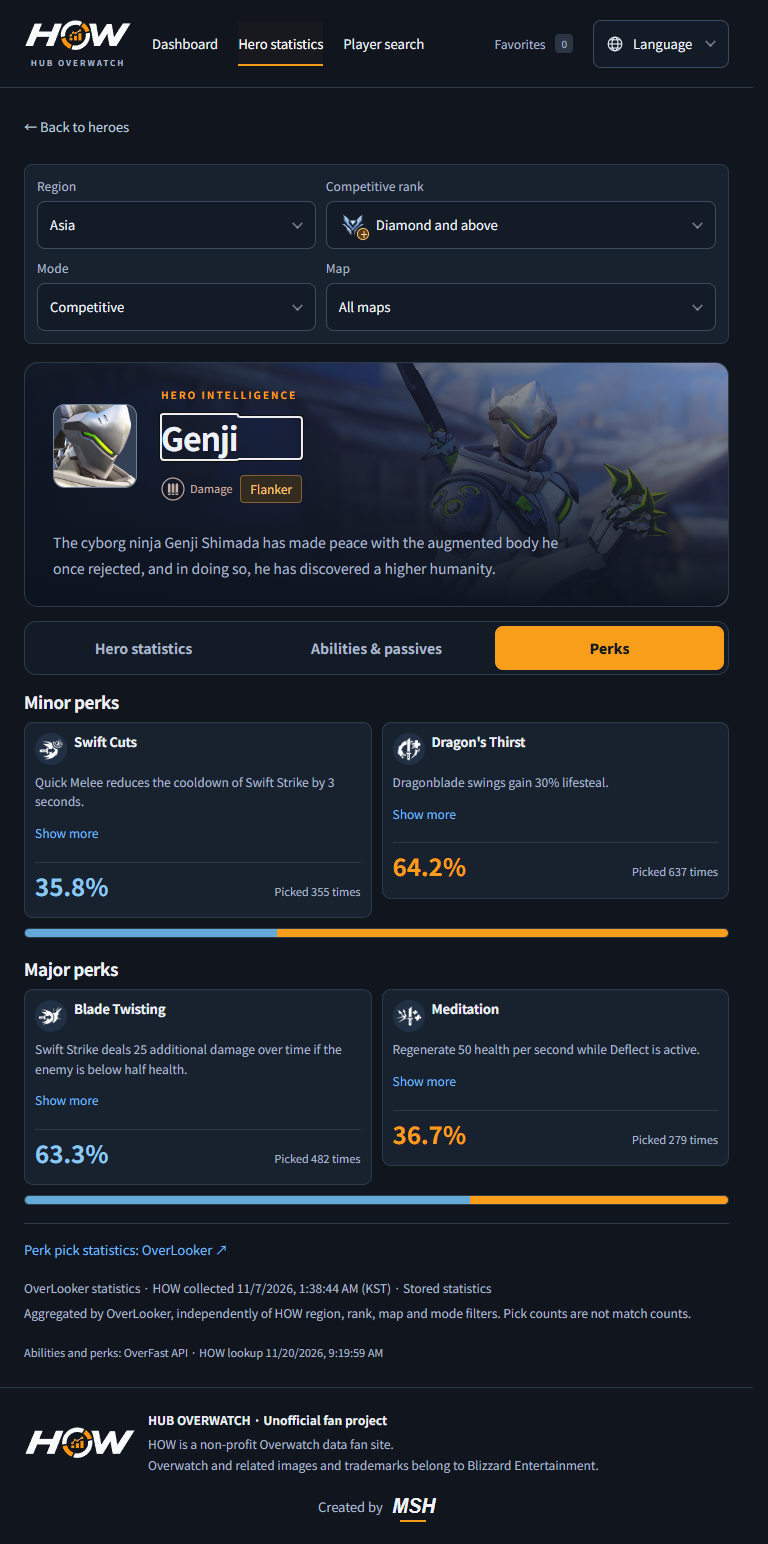 HOW
HUB OVERWATCH
Dashboard
Hero statistics
Player search
Favorites 0
Language
← Back to heroes
Region
Competitive rank
Asia
Diamond and above
Mode
Map
Competitive
All maps
HERO INTELLIGENCE
Genji
Damage
Flanker
The cyborg ninja Genji Shimada has made peace with the augmented body he
once rejected, and in doing so, he has discovered a higher humanity.
Hero statistics
Abilities & passives
Perks
Minor perks
Swift Cuts
Quick Melee reduces the cooldown of Swift Strike by 3
seconds.
Show more
35.8%
Picked 355 times
Dragon's Thirst
Dragonblade swings gain 30% lifesteal.
Show more
64.2%
Picked 637 times
Major perks
Blade Twisting
Swift Strike deals 25 additional damage over time if the
enemy is below half health.
Show more
63.3%
Picked 482 times
Meditation
Regenerate 50 health per second while Deflect is active.
Show more
36.7%
Picked 279 times
Perk pick statistics: OverLooker ↗
OverLooker statistics · HOW collected 11/7/2026, 1:38:44 AM (KST) · Stored statistics
Aggregated by OverLooker, independently of HOW region, rank, map and mode filters. Pick counts are not match counts.
Abilities and perks: OverFast API · HOW lookup 11/20/2026, 9:19:59 AM
HOW
HUB OVERWATCH · Unofficial fan project
HOW is a non-profit Overwatch data fan site.
Overwatch and related images and trademarks belong to Blizzard Entertainment.
Created by MSH